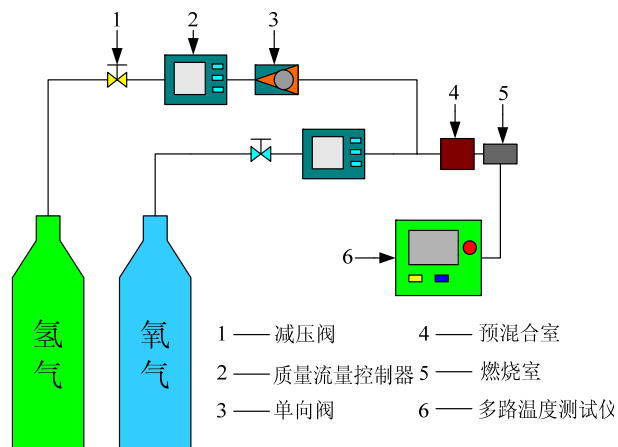 1
2
3
4
5
6
氢气
氧气
1 — 减压阀
2 — 质量流量控制器
3 — 单向阀
4 — 预混合室
5 — 燃烧室
6 — 多路温度测试仪